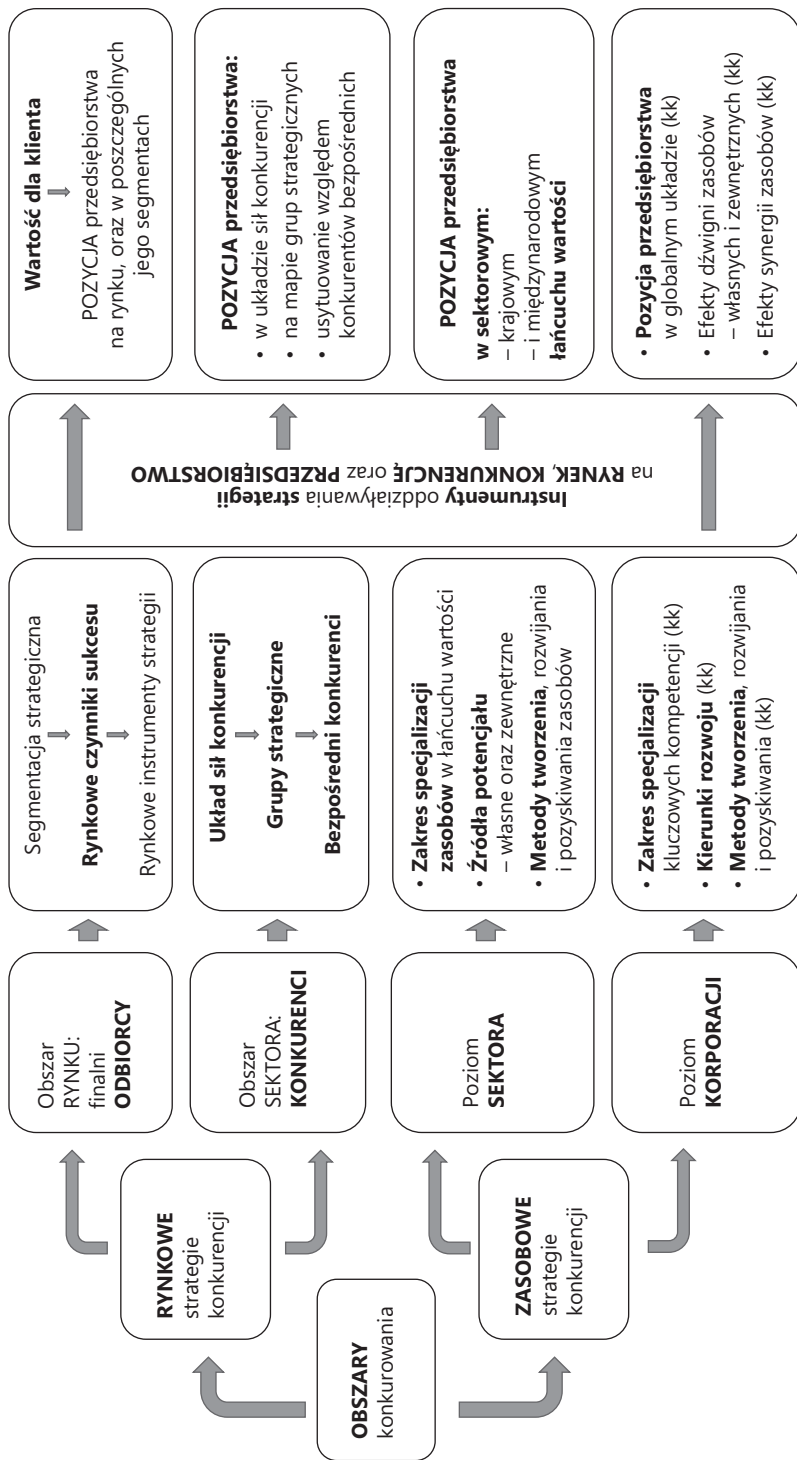 OBSZARY
konkurowania
RYNKOWE
strategie
konkurencji
ZASOBOWE
strategie
konkurencji
Obszar
RYNKU:
finalni
ODBIORCY
Obszar
SEKTORA:
KONKURENCI
Poziom
SEKTORA
Poziom
KORPORACJI
Segmentacja strategiczna
Rynkowe czynniki sukcesu
Rynkowe instrumenty strategii
Układ sił konkurencji
Grupy strategiczne
Bezpośredni konkurenci
• Zakres specjalizacji
zasobów w łańcuchu wartości
• Źródła potencjału
– własne oraz zewnętrzne
• Metody tworzenia, rozwijania
i pozyskiwania zasobów
• Zakres specjalizacji
kluczowych kompetencji (kk)
• Kierunki rozwoju (kk)
• Metody tworzenia, rozwijania
i pozyskiwania (kk)
Instrumenty oddziaływania strategii
na RYNEK, KONKURENCJĘ oraz PRZEDSIĘBIORSTWO
Wartość dla klienta
POZYCJA przedsiębiorstwa
na rynku, oraz w poszczególnych
jego segmentach
POZYCJA przedsiębiorstwa:
• w układzie sił konkurencji
• na mapie grup strategicznych
• usytuowanie względem
konkurentów bezpośrednich
POZYCJA przedsiębiorstwa
w sektorowym:
– krajowym
– i międzynarodowym
łańcuchu wartości
• Pozycja przedsiębiorstwa
w globalnym układzie (kk)
• Efekty dźwigni zasobów
– własnych i zewnętrznych (kk)
• Efekty synergii zasobów (kk)